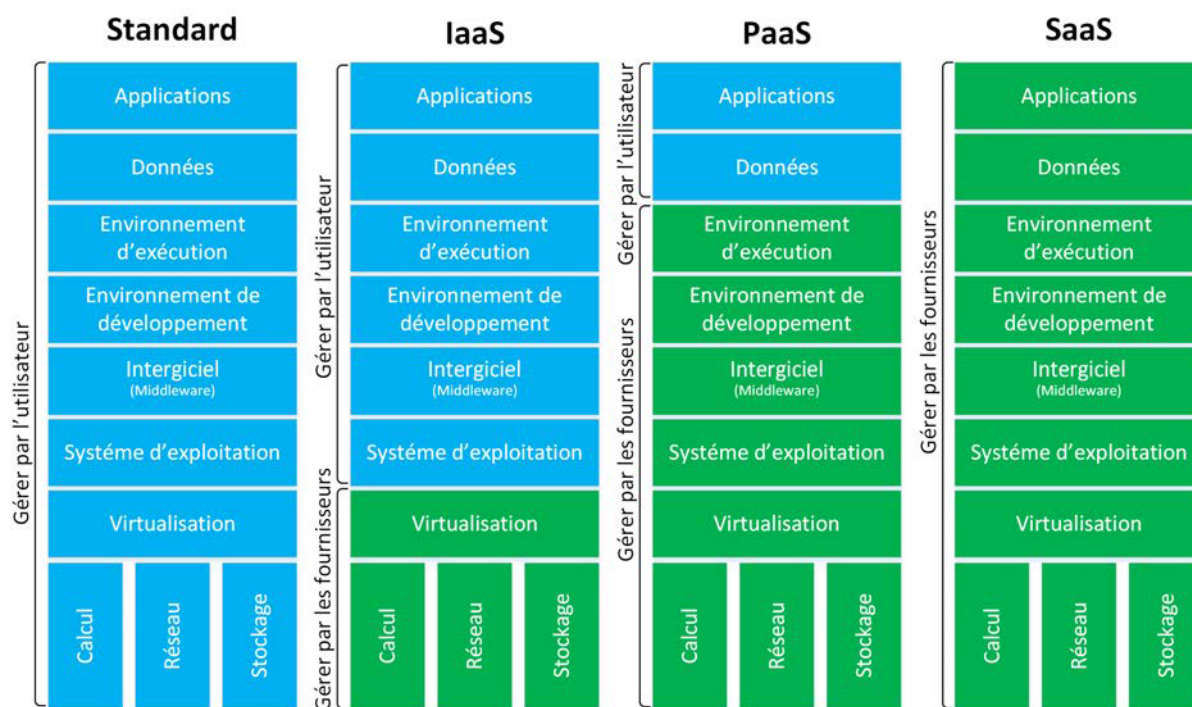 Standard
Gérer par l'utilisateur
Applications
Données
Environnement
d'exécution
Environnement de
développement
Intergiciel
(Middleware)
Systéme d'exploitation
Virtualisation
Calcul
Réseau
Stockage
IaaS
Gérer par l'utilisateur
Gérer par les fournisseurs
Applications
Données
Environnement
d'exécution
Environnement de
développement
Intergiciel
(Middleware)
Systéme d'exploitation
Virtualisation
Calcul
Réseau
Stockage
PaaS
Gérer par l'utilisateur
Gérer par les fournisseurs
Applications
Données
Environnement
d'exécution
Environnement de
développement
Intergiciel
(Middleware)
Systéme d'exploitation
Virtualisation
Calcul
Réseau
Stockage
SaaS
Gérer par les fournisseurs
Applications
Données
Environnement
d'exécution
Environnement de
développement
Intergiciel
(Middleware)
Systéme d'exploitation
Virtualisation
Calcul
Réseau
Stockage